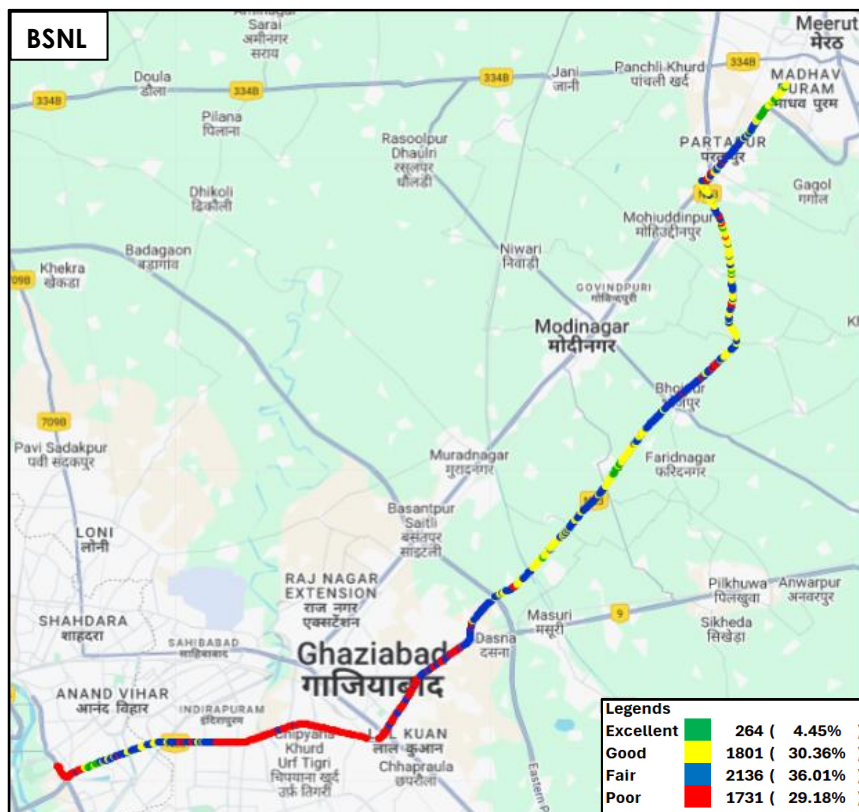 BSNL
Sarai
अमीनगर
सराय
Meerut
मेरठ
Doula
डौला
334B
334B
334B
Jani
जानी
Panchli Khurd
पांचली खुर्द
MADHAV
PURAM
माधव पुरम
Pilana
पिलाना
Rasoolpur
Dhaulri
रसूलपुर
धौलड़ी
PARTAPUR
परतापुर
Dhikoli
ढिकौली
Gagol
गगोल
Mohiuddinpur
मोहिउद्दीनपुर
Badagaon
बड़ागांव
Niwari
निवाड़ी
Khekra
खेकडा
709B
GOVINDPURI
गोविन्दपुरी
Modinagar
मोदीनगर
Kh
Bhojpur
709B
Pavi Sadakpur
पवी सदकपुर
Muradnagar
मुरादनगर
Faridnagar
फरिदनगर
Basantpur
Saitli
बसंतपुर
साइटली
LONI
लोनी
RAJ NAGAR
EXTENSION
राज नगर
एक्सटेंशन
Pilkhuwa
पिलखुवा
Anwarpur
अनवरपुर
SHAHDARA
शाहदरा
Masuri
मसूरी
9
Sikheda
सिखेड़ा
SAHIBABAD
साहिबाबाद
Dasna
दसना
Ghaziabad
गाजियाबाद
ANAND VIHAR
आनंद विहार
INDIRAPURAM
इंदिरापुरम
Chipyana
Khurd
Urf Tigri
चिपयाना खुर्द
उर्फ़ तिगरी
LAL KUAN
लाल कुआन
Chhapraula
छपरौला
Eastern P
Legends
Excellent 264 ( 4.45%
Good 1801 ( 30.36%
Fair 2136 ( 36.01%
Poor 1731 ( 29.18%